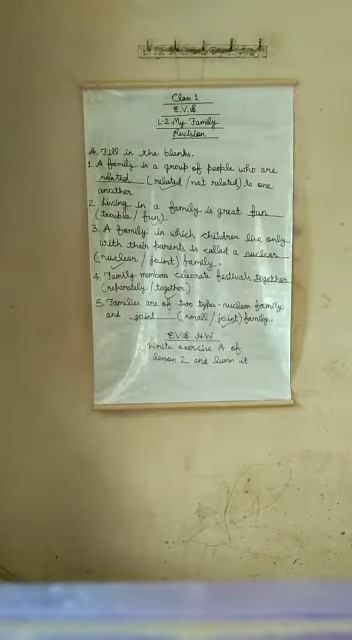 Class 1
E.V.S
L-2 My Family
Revision
A. Fill in the blanks.
1. A family is a group of people who are
related (related / not related) to one
another.
2. Living in a family is great fun
(trouble / fun).
3. A family in which children live only
with their parents is called a nuclear
(nuclear / joint) family.
4. Family members celebrate festivals together
(separately / together).
5. Families are of two types - nuclear family
and joint (small / joint) family.
E.V.S H.W
Write exercise A of
lesson 2 and learn it